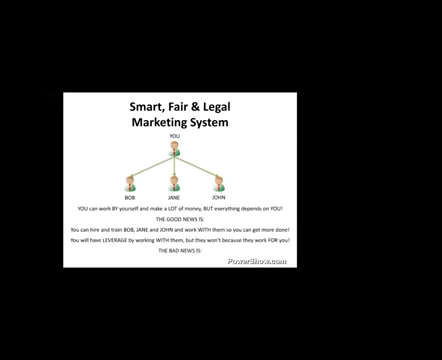 Smart, Fair & Legal
Marketing System
YOU
BOB JANE JOHN
YOU can work BY yourself and make a LOT of money, BUT everything depends on YOU!
THE GOOD NEWS IS:
You can hire and train BOB, JANE and JOHN and work WITH them so you can get more done!
You will have LEVERAGE by working WITH them, but they won't because they work FOR you!
THE BAD NEWS IS:
PowerShow.com